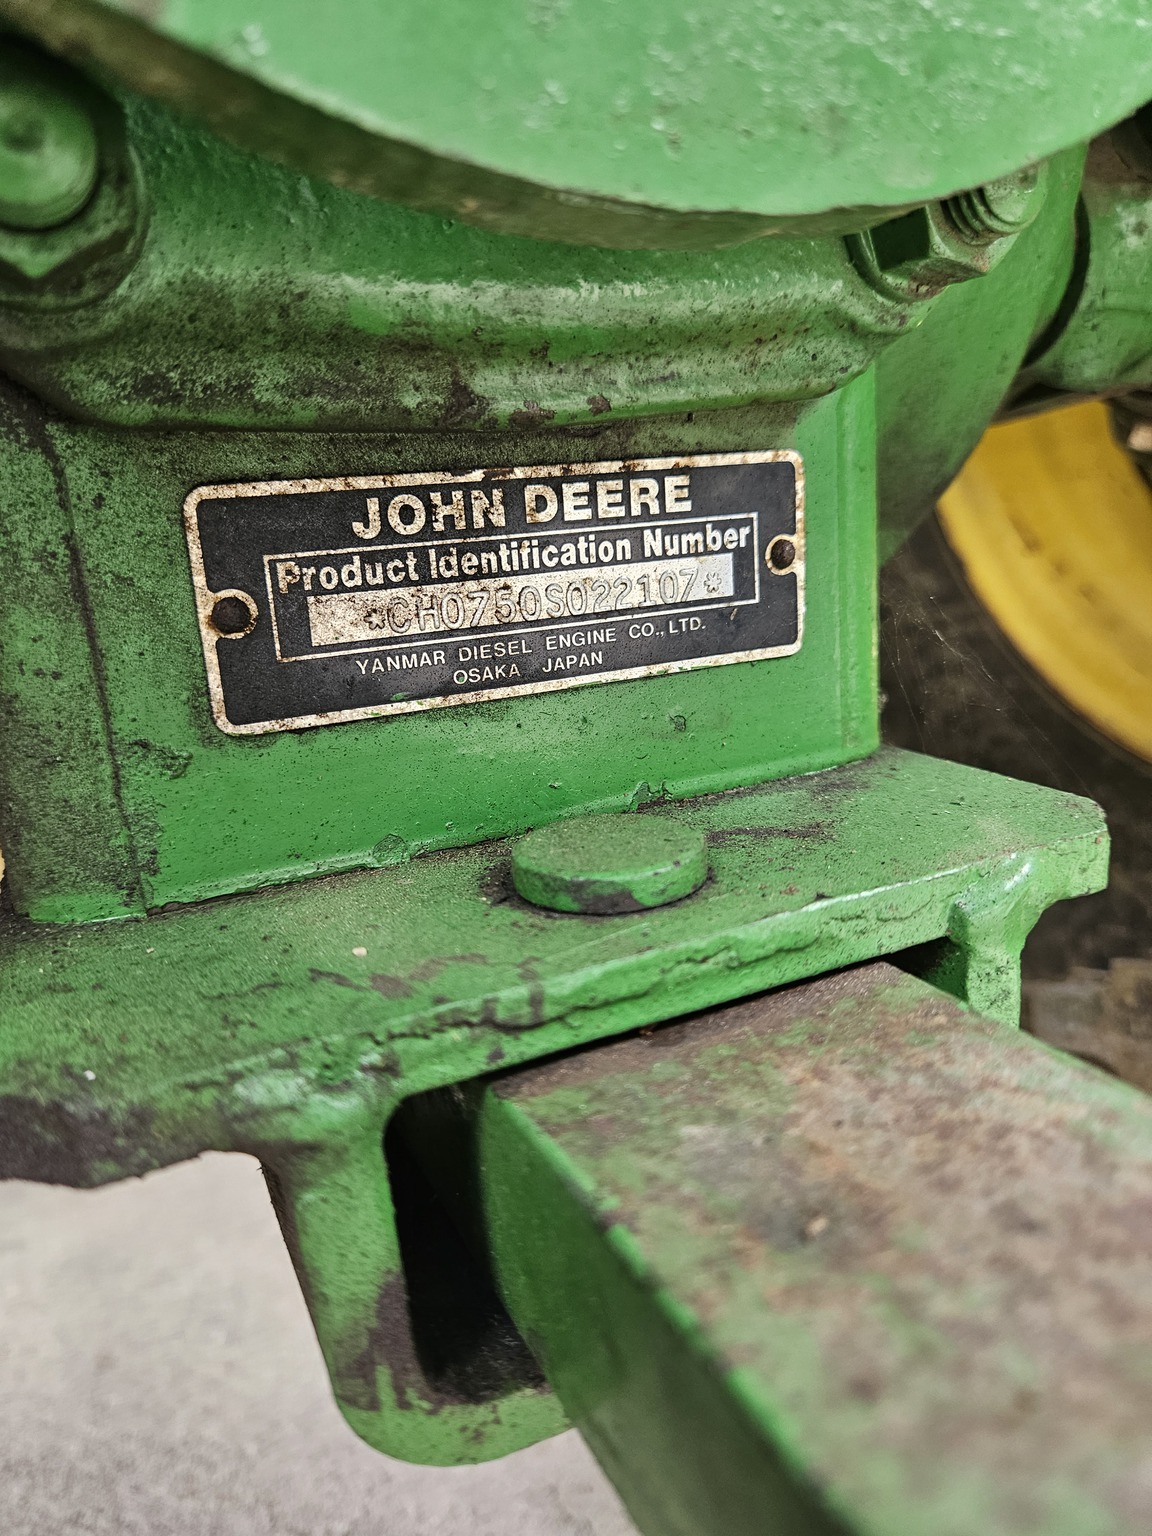 JOHN DEERE
Product Identification Number
*CH0750S022107*
YANMAR DIESEL ENGINE CO., LTD.
OSAKA JAPAN